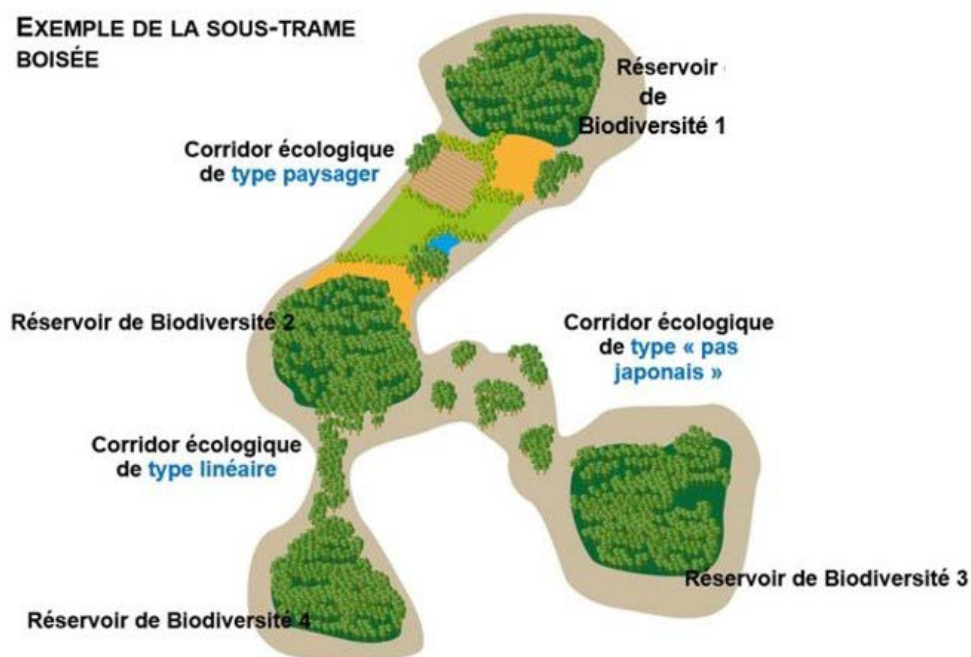 EXEMPLE DE LA SOUS-TRAME
BOISÉE
Réservoir
de
Biodiversité 1
Corridor écologique
de type paysager
Réservoir de Biodiversité 2
Corridor écologique
de type « pas
japonais »
Corridor écologique
de type linéaire
Réservoir de Biodiversité 3
Réservoir de Biodiversité 4